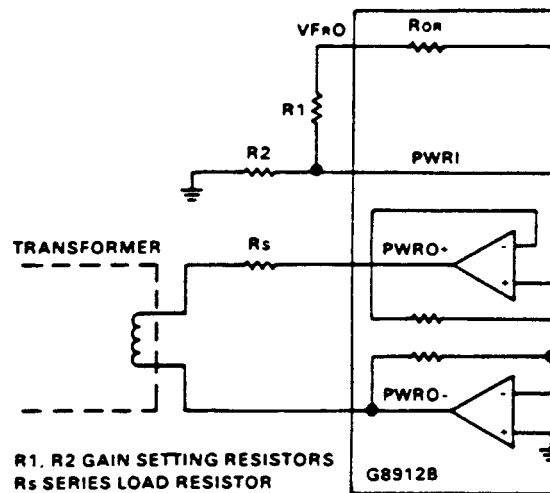 VFRO ROR
R1
R2 PWRI
TRANSFORMER
RS PWRO+
-
+
PWRO-
-
+
R1, R2 GAIN SETTING RESISTORS
RS SERIES LOAD RESISTOR
G8912B